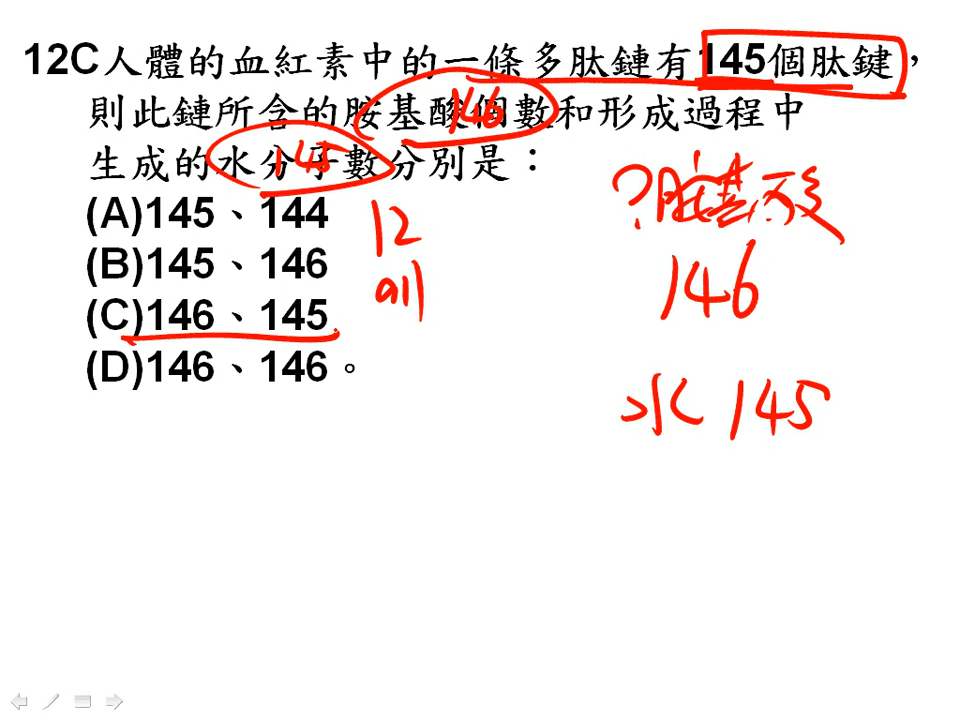 12C人體的血紅素中的一條多肽鏈有145個肽鍵，
則此鏈所含的胺基酸個數和形成過程中
146
生成的水分子數分別是：
145
(A)145、144
(B)145、146
(C)146、145
(D)146、146。
12
all
?胺基酸
146
水 145